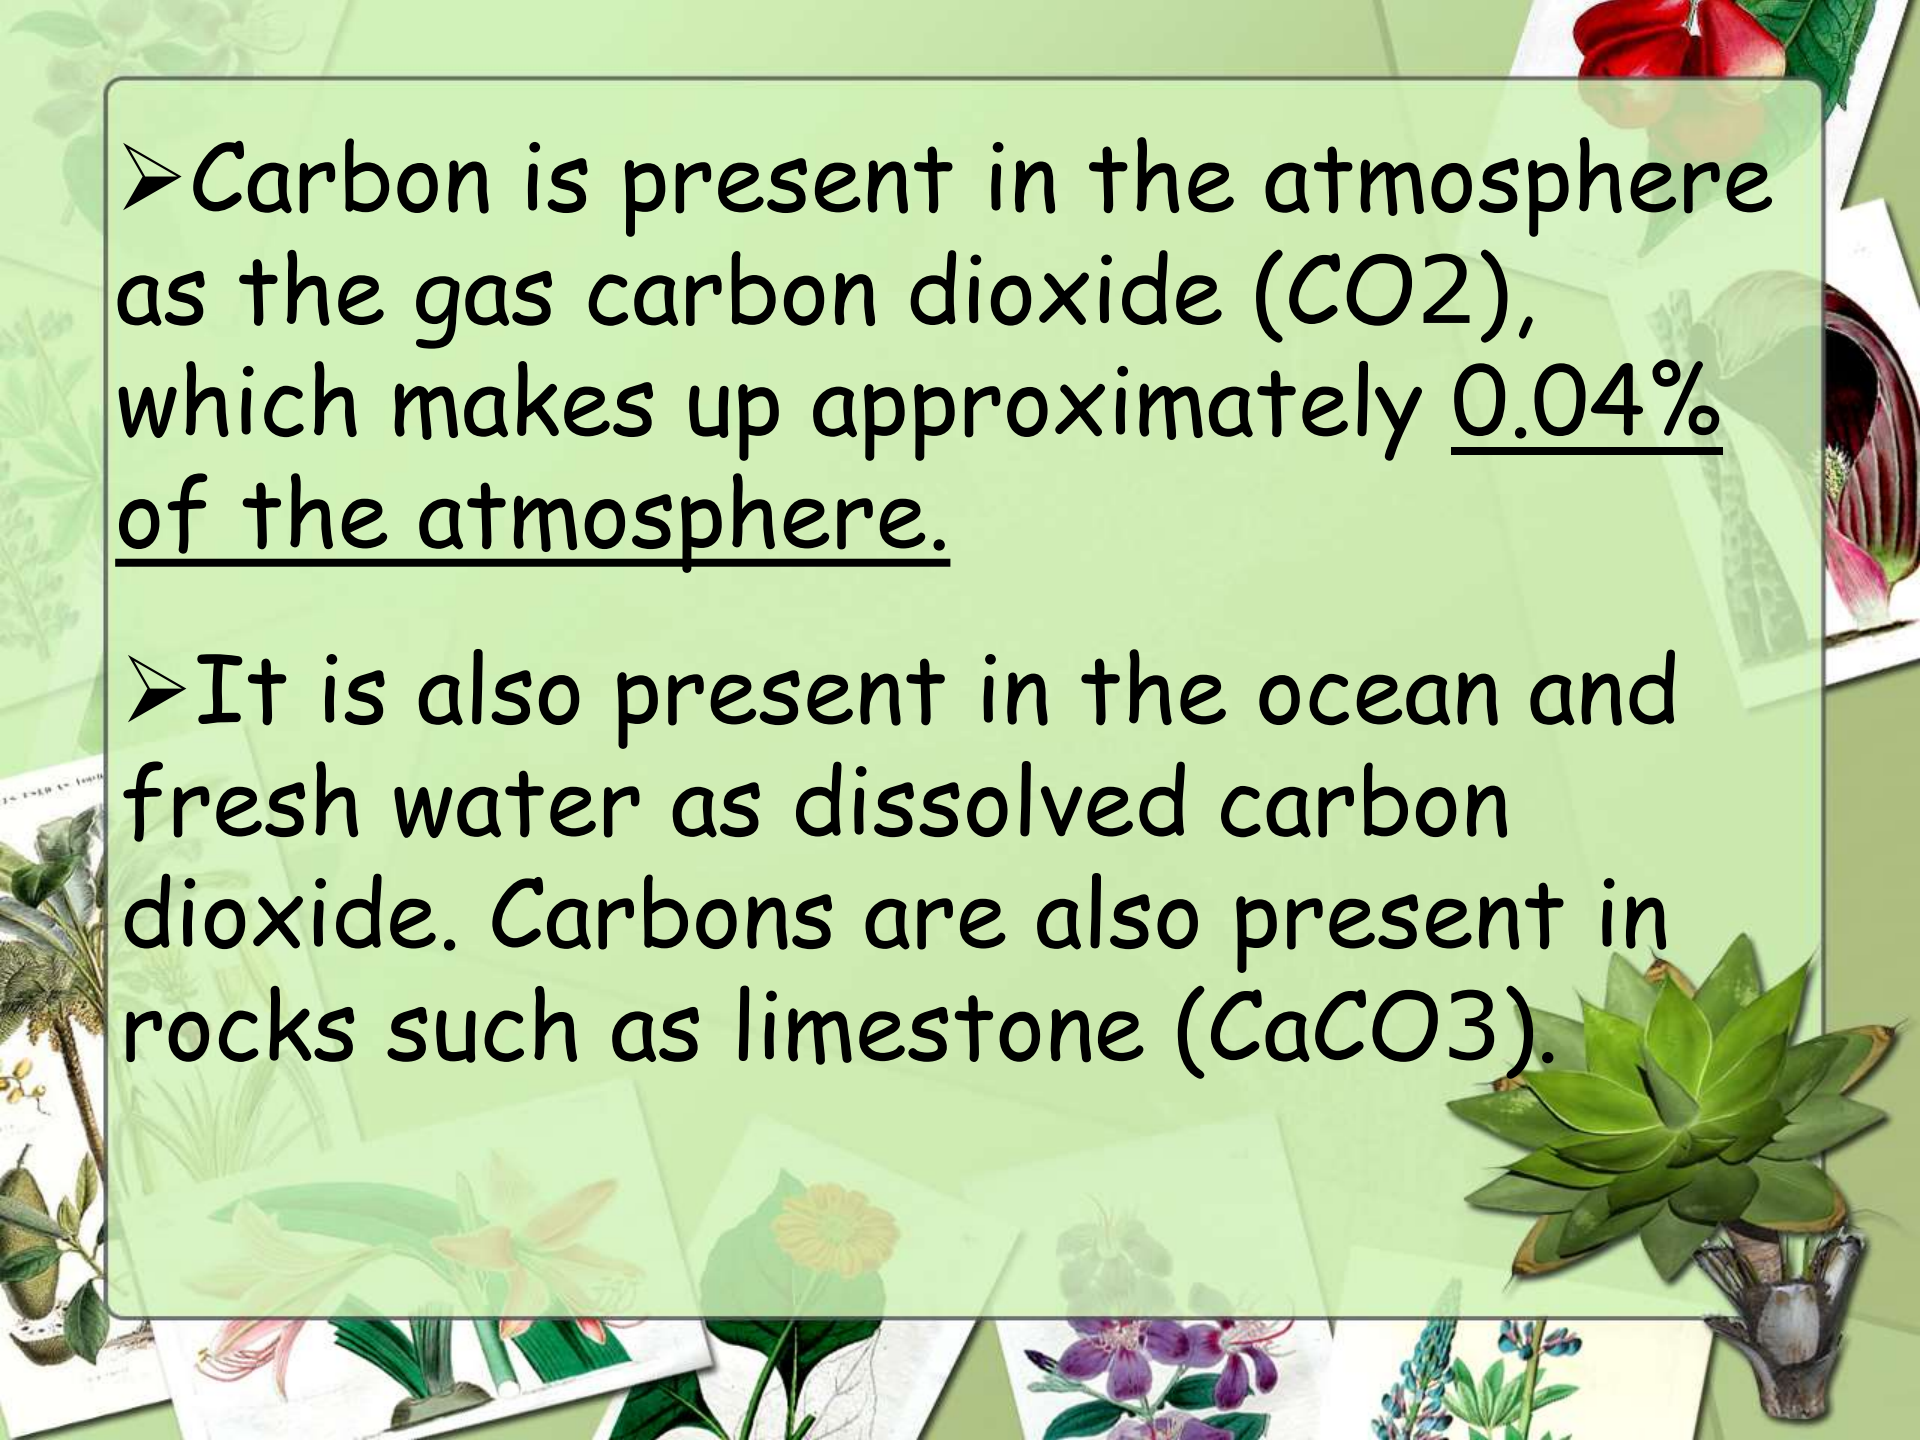 ➢Carbon is present in the atmosphere
as the gas carbon dioxide (CO2),
which makes up approximately 0.04%
of the atmosphere.
➢It is also present in the ocean and
fresh water as dissolved carbon
dioxide. Carbons are also present in
rocks such as limestone (CaCO3).